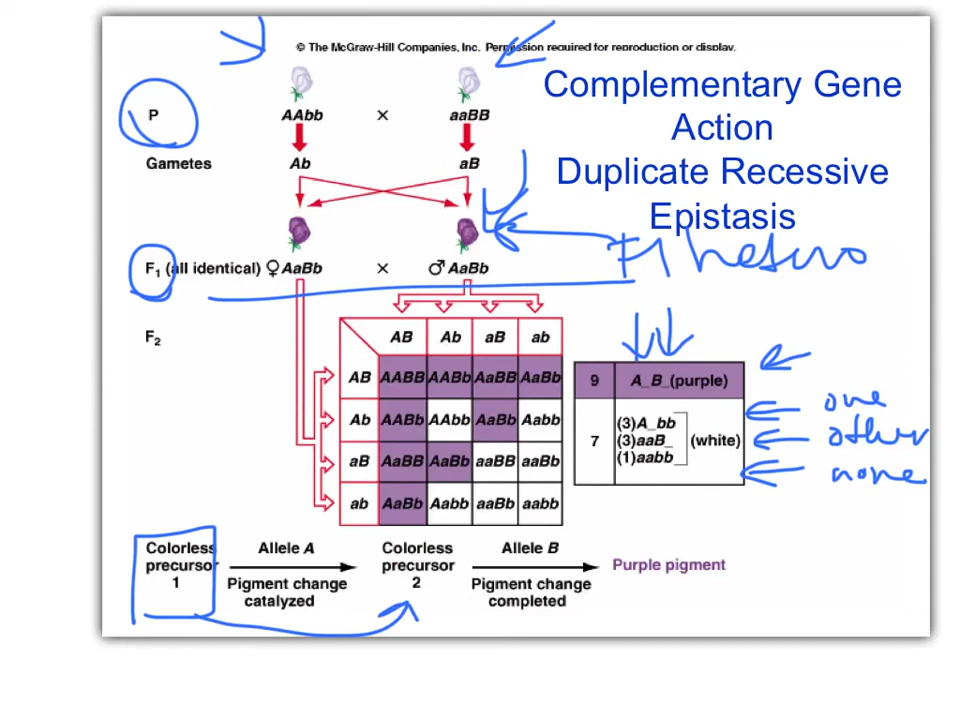 © The McGraw-Hill Companies, Inc. Permission required for reproduction or display.
Complementary Gene
Action
Duplicate Recessive
Epistasis
P AAbb × aaBB
Gametes Ab aB
F1 hetero
F1 (all identical) ♀ AaBb × ♂ AaBb
F2
AB Ab aB ab
AB AABB AABb AaBB AaBb
Ab AABb AAbb AaBb Aabb
aB AaBB AaBb aaBB aaBb
ab AaBb Aabb aaBb aabb
9 A_B_(purple)
7 (3)A_bb
(3)aaB_ (white)
(1)aabb
one
other
none
Colorless precursor 1
Allele A
Pigment change catalyzed
Colorless precursor 2
Allele B
Pigment change completed
Purple pigment